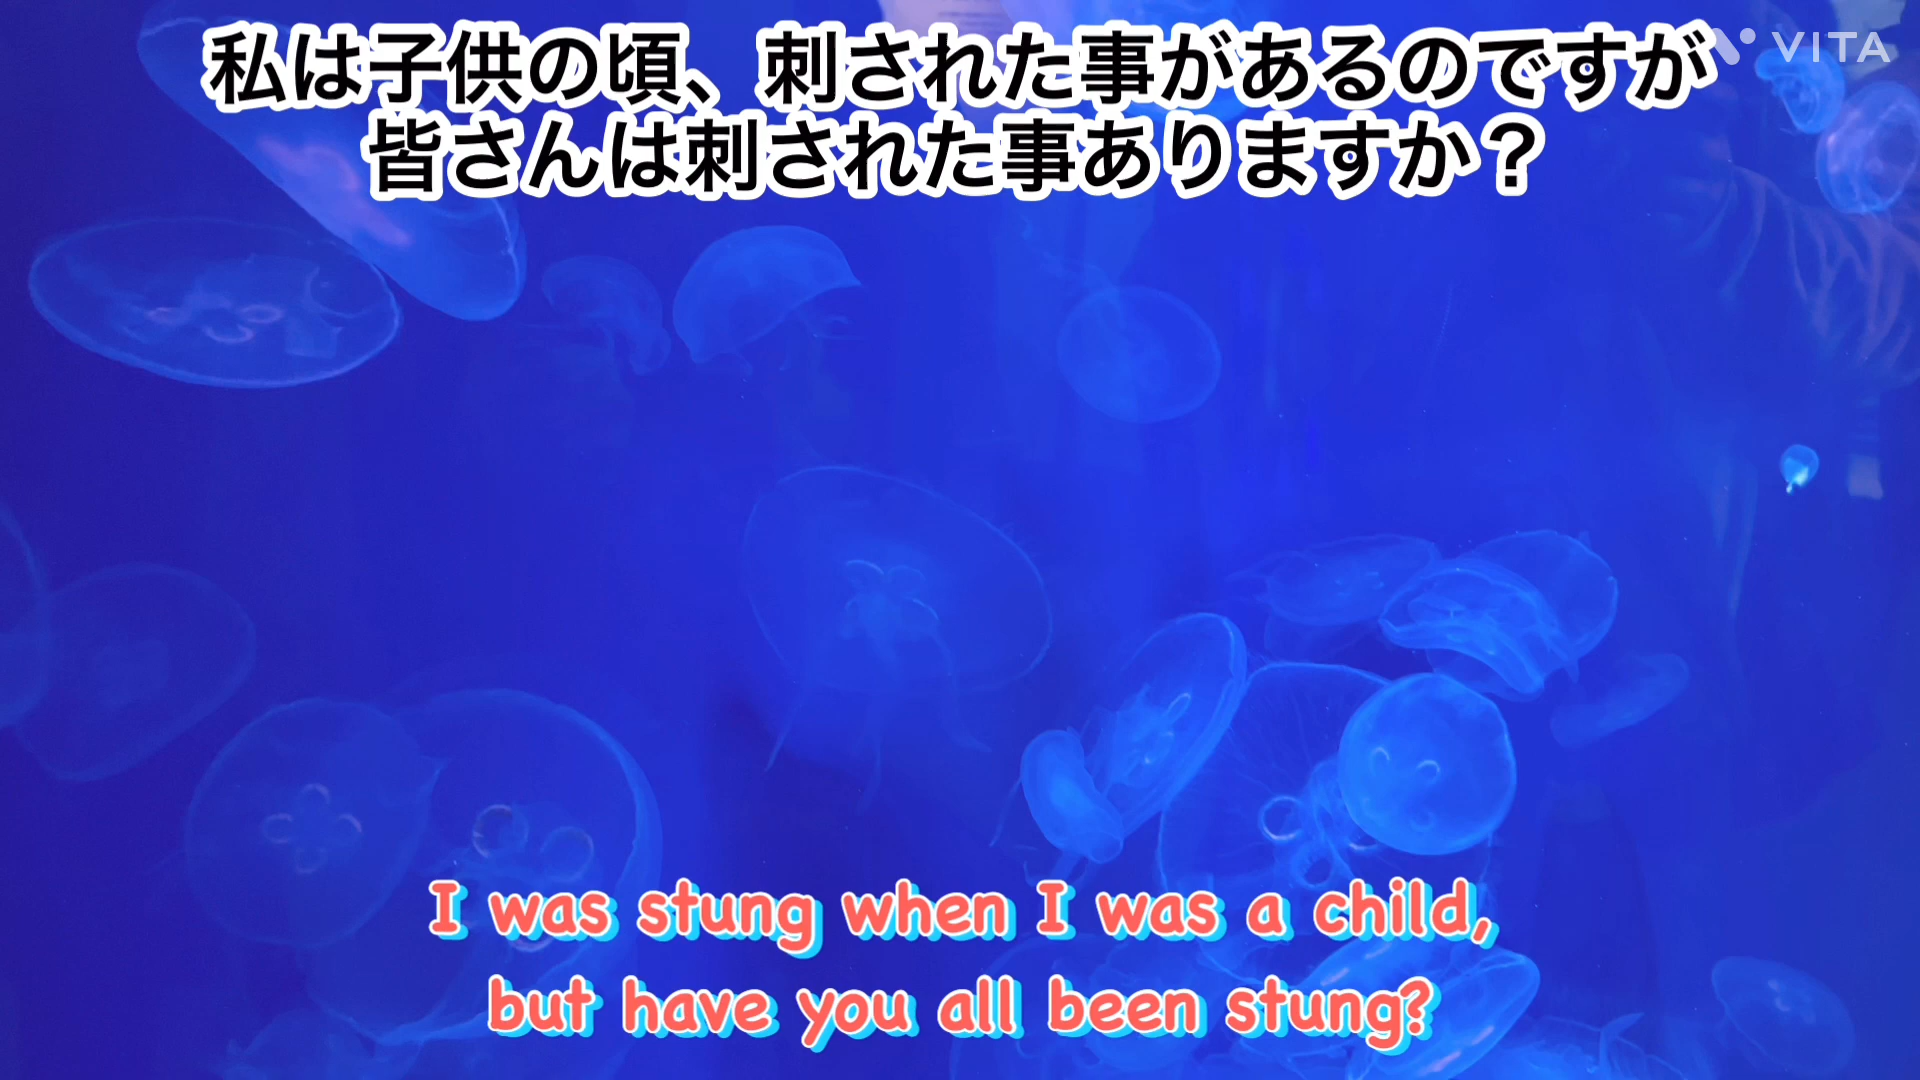 私は子供の頃、刺された事があるのですが
VITA
皆さんは刺された事ありますか？
I was stung when I was a child,
but have you all been stung?